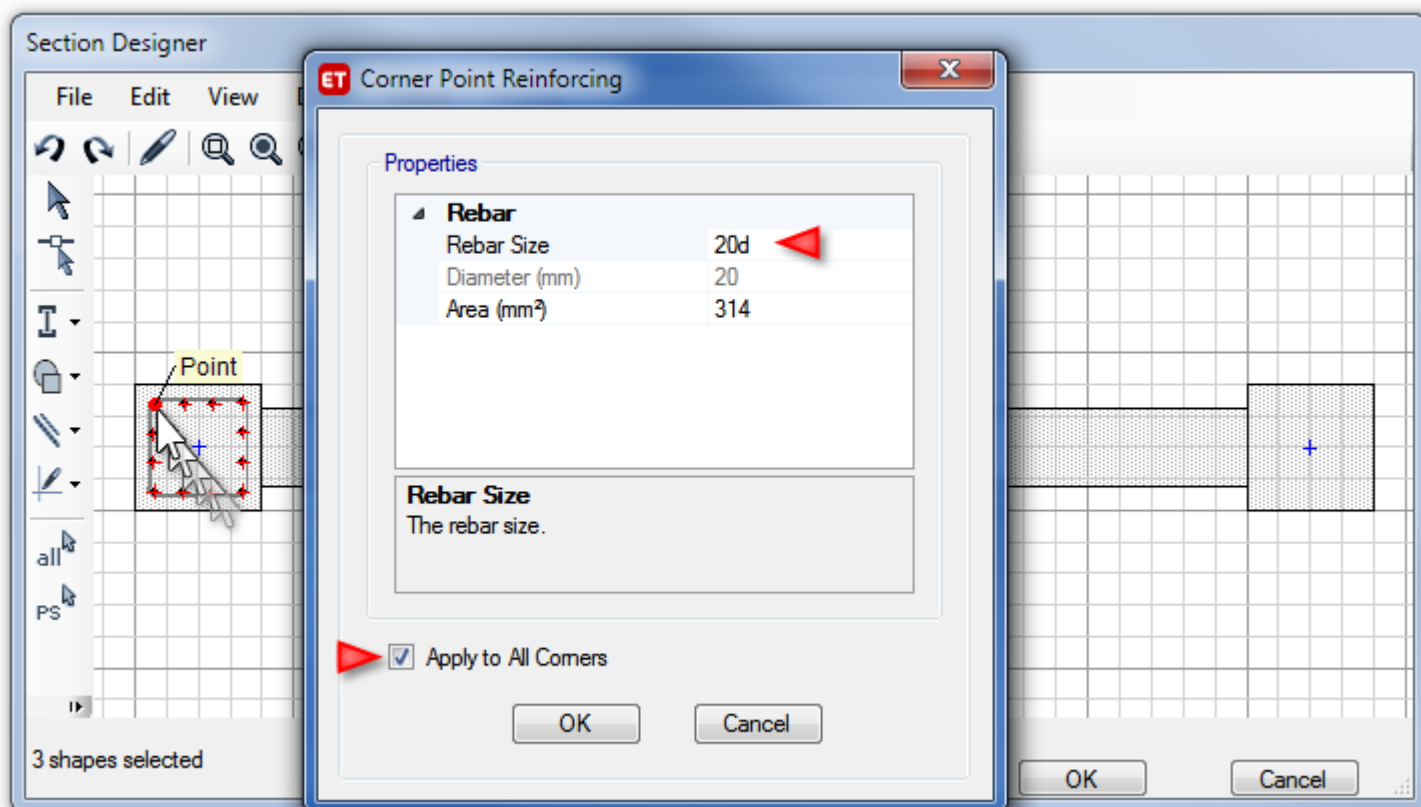 Section Designer
File Edit View
ET Corner Point Reinforcing
Properties
Rebar
Rebar Size 20d
Diameter (mm) 20
Area (mm²) 314
Point
Rebar Size
The rebar size.
all
PS
Apply to All Corners
OK Cancel
3 shapes selected
OK Cancel